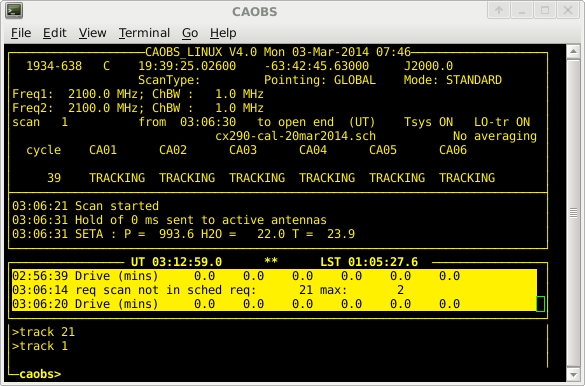 CAOBS
File Edit View Terminal Go Help
CAOBS LINUX V4.0 Mon 03-Mar-2014 07:46
1934-638 C 19:39:25.02600 -63:42:45.63000 J2000.0
ScanType: Pointing: GLOBAL Mode: STANDARD
Freq1: 2100.0 MHz; ChBW : 1.0 MHz
Freq2: 2100.0 MHz; ChBW : 1.0 MHz
scan 1 from 03:06:30 to open end (UT) Tsys ON LO-tr ON
cx290-cal-20mar2014.sch No averaging
cycle CA01 CA02 CA03 CA04 CA05 CA06
39 TRACKING TRACKING TRACKING TRACKING TRACKING TRACKING
03:06:21 Scan started
03:06:31 Hold of 0 ms sent to active antennas
03:06:31 SETA : P = 993.6 H2O = 22.0 T = 23.9
UT 03:12:59.0 ** LST 01:05:27.6
02:56:39 Drive (mins) 0.0 0.0 0.0 0.0 0.0 0.0
03:06:14 req scan not in sched req: 21 max: 2
03:06:20 Drive (mins) 0.0 0.0 0.0 0.0 0.0 0.0
>track 21
>track 1
caobs>